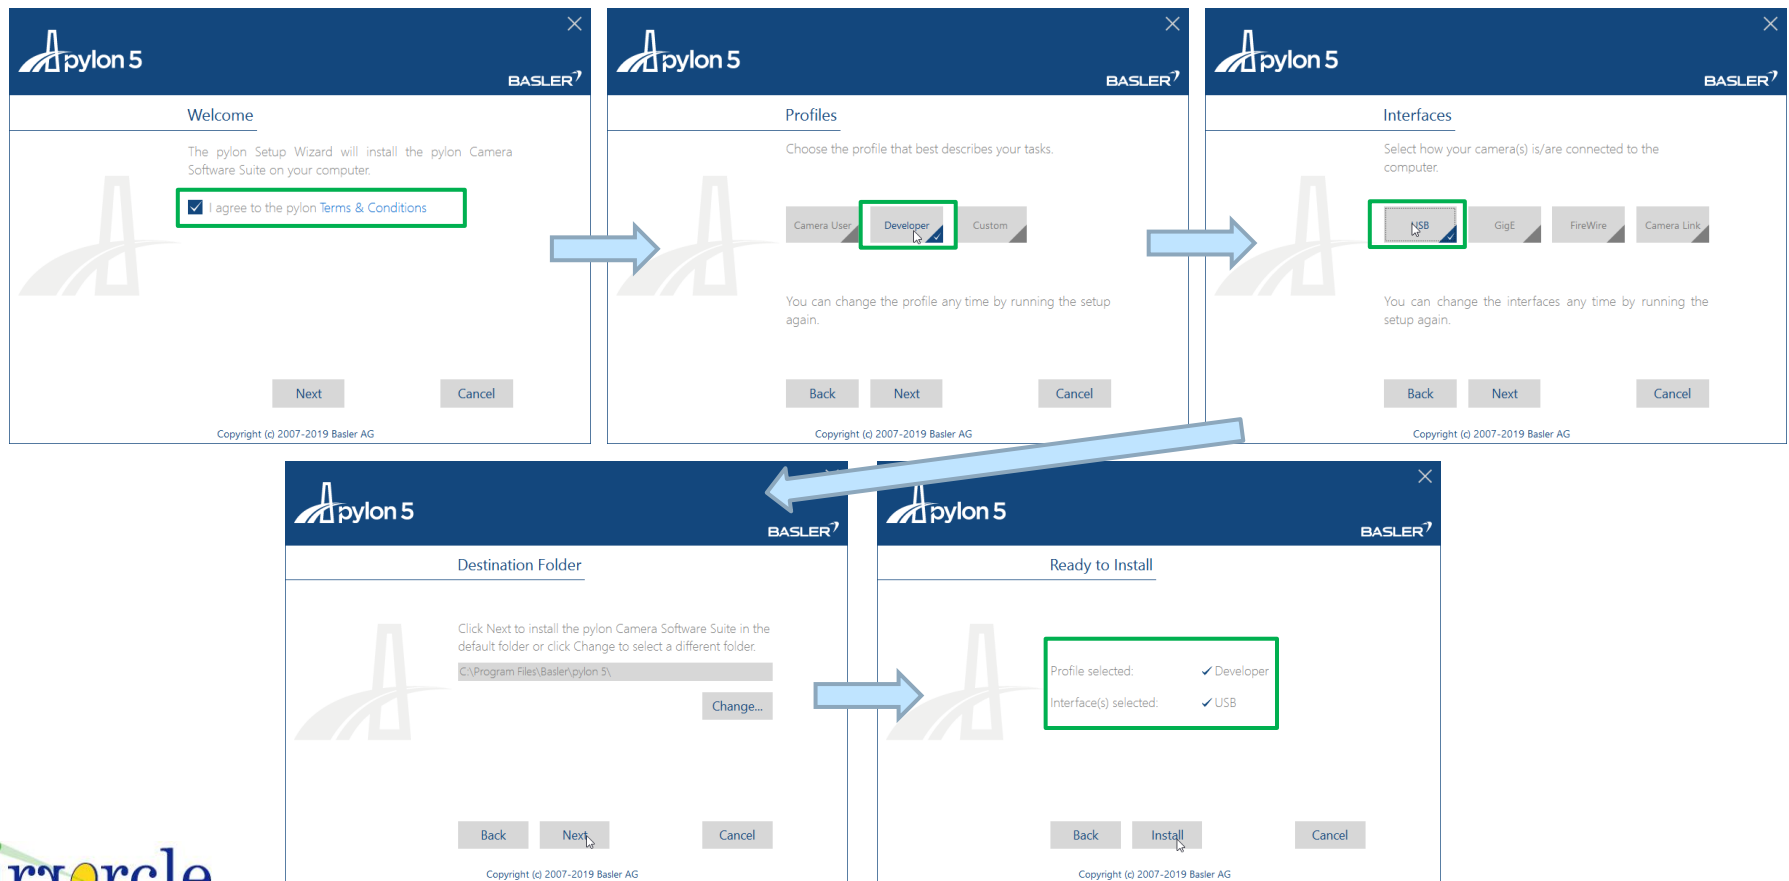 pylon 5
BASLER
Welcome
The pylon Setup Wizard will install the pylon Camera
Software Suite on your computer.
I agree to the pylon Terms & Conditions
Next
Cancel
Copyright (c) 2007-2019 Basler AG
pylon 5
BASLER
Profiles
Choose the profile that best describes your tasks.
Camera User
Developer
Custom
You can change the profile any time by running the setup
again.
Back
Next
Cancel
Copyright (c) 2007-2019 Basler AG
pylon 5
BASLER
Interfaces
Select how your camera(s) is/are connected to the
computer.
USB
GigE
FireWire
Camera Link
You can change the interfaces any time by running the
setup again.
Back
Next
Cancel
Copyright (c) 2007-2019 Basler AG
pylon 5
BASLER
Destination Folder
Click Next to install the pylon Camera Software Suite in the
default folder or click Change to select a different folder.
C:\Program Files\Basler\pylon 5\
Change...
Back
Next
Cancel
Copyright (c) 2007-2019 Basler AG
pylon 5
BASLER
Ready to Install
Profile selected: Developer
Interface(s) selected: USB
Back
Install
Cancel
Copyright (c) 2007-2019 Basler AG